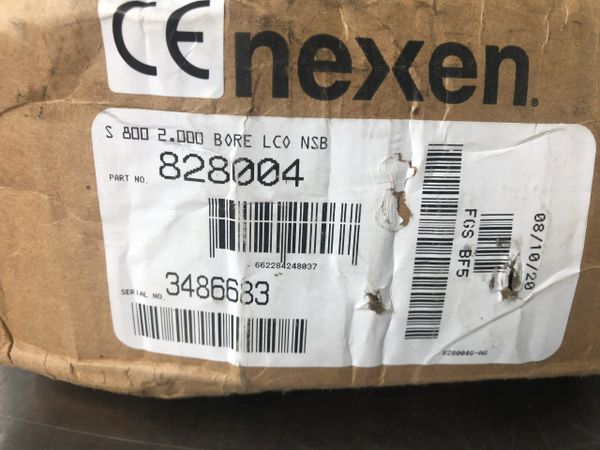 CE nexen.
S 800 2.000 BORE LCO NSB
PART NO. 828004
662284248037
SERIAL NO. 3486683
FGS BF5
08/10/20
828004G-AG